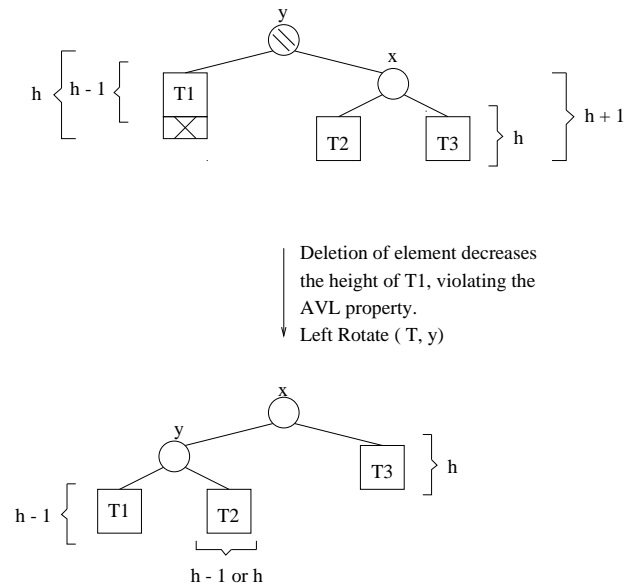 y
x
h
h - 1
T1
T2
T3
h
h + 1
Deletion of element decreases
the height of T1, violating the
AVL property.
Left Rotate ( T, y)
x
y
T3
h
h - 1
T1
T2
h - 1 or h